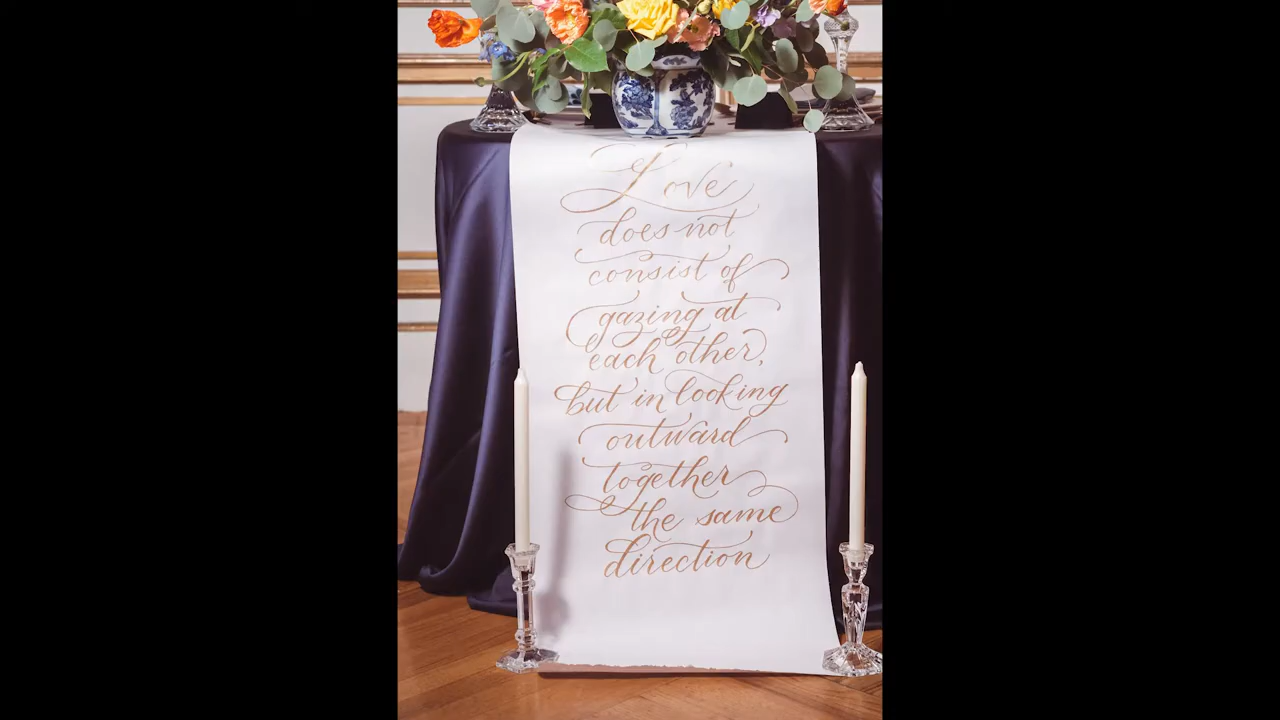 Love
does not
consist of
gazing at
each other,
but in looking
outward
together
the same
direction